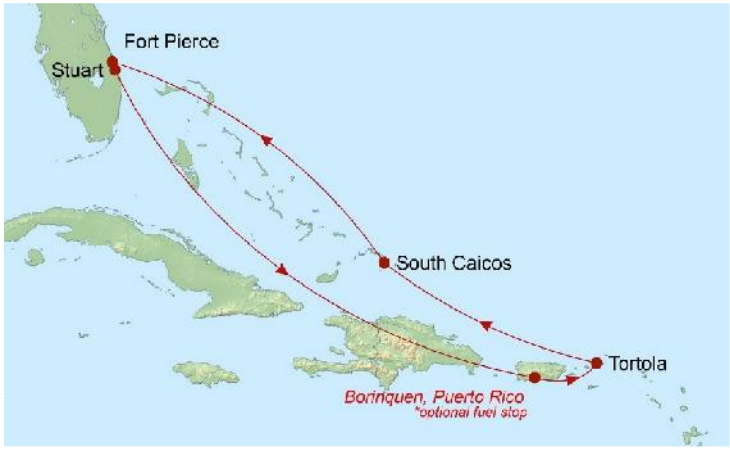 Fort Pierce
Stuart
South Caicos
Tortola
Borinquen, Puerto Rico
*optional fuel stop